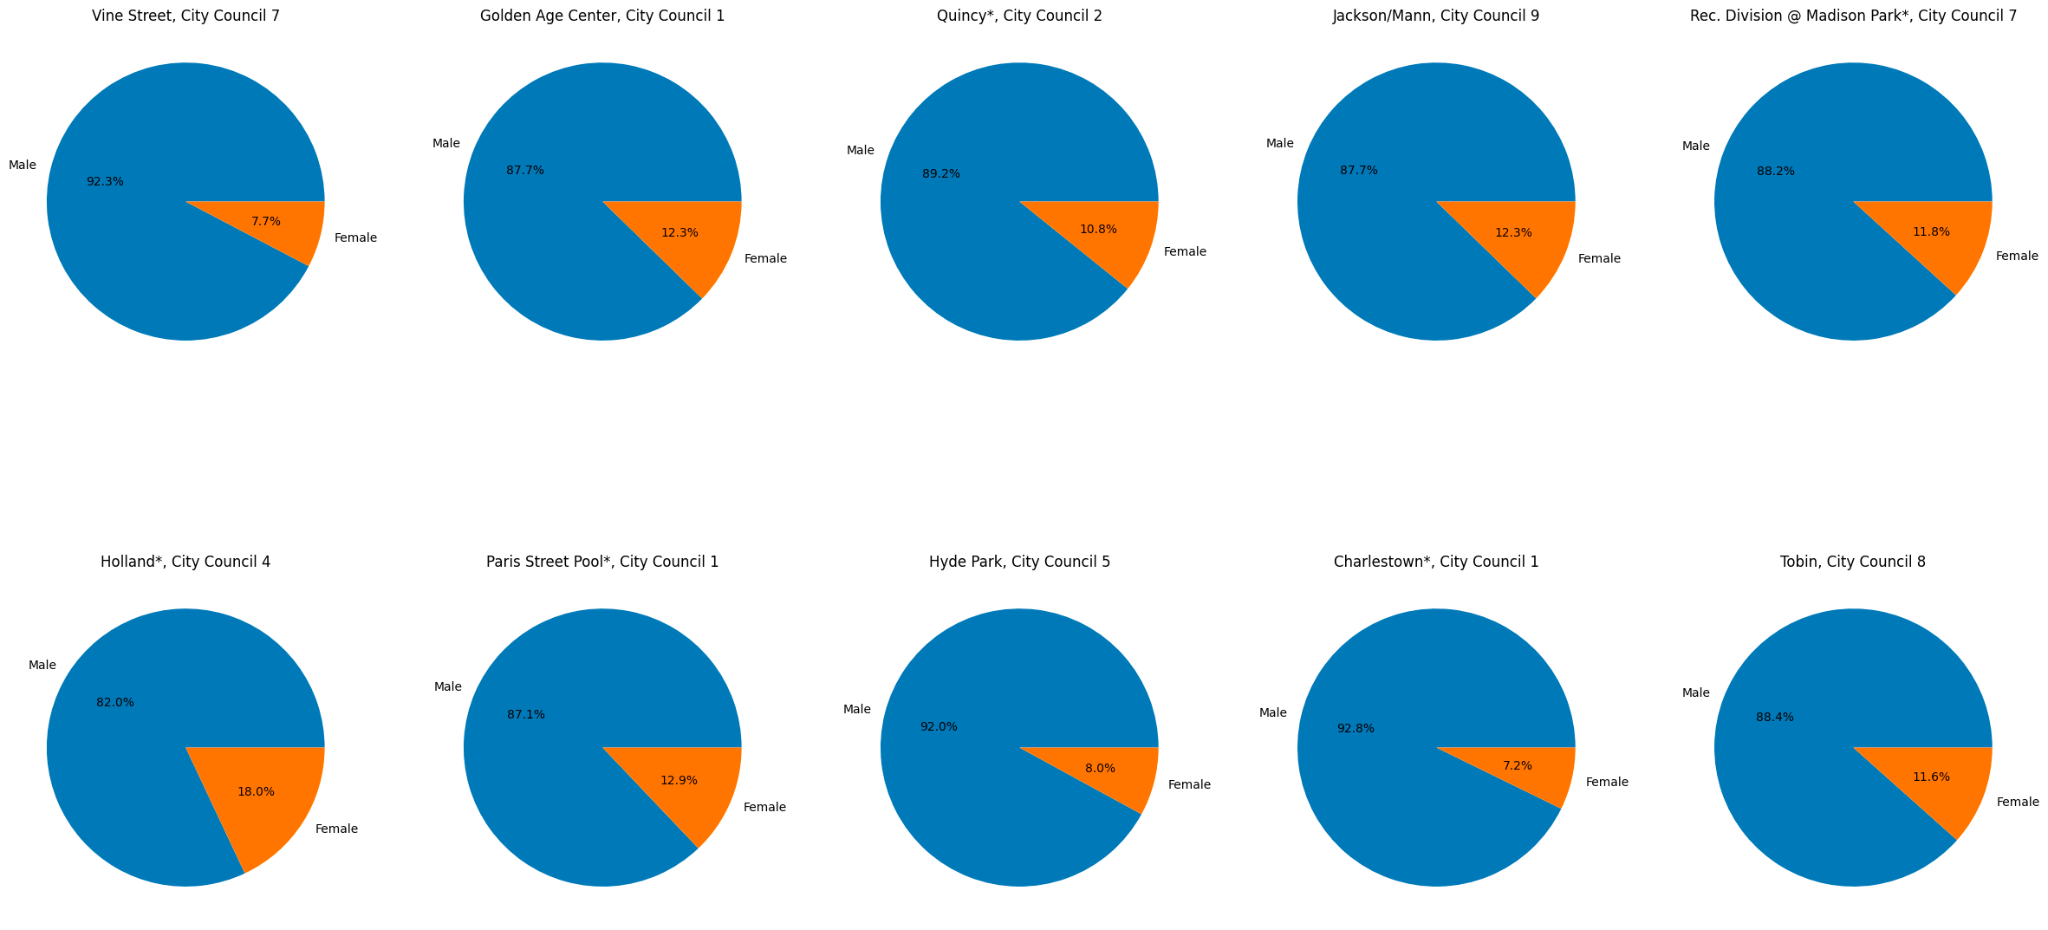 Vine Street, City Council 7
Male
92.3%
7.7%
Female
Golden Age Center, City Council 1
Male
87.7%
12.3%
Female
Quincy*, City Council 2
Male
89.2%
10.8%
Female
Jackson/Mann, City Council 9
Male
87.7%
12.3%
Female
Rec. Division @ Madison Park*, City Council 7
Male
88.2%
11.8%
Female
Holland*, City Council 4
Male
82.0%
18.0%
Female
Paris Street Pool*, City Council 1
Male
87.1%
12.9%
Female
Hyde Park, City Council 5
Male
92.0%
8.0%
Female
Charlestown*, City Council 1
Male
92.8%
7.2%
Female
Tobin, City Council 8
Male
88.4%
11.6%
Female